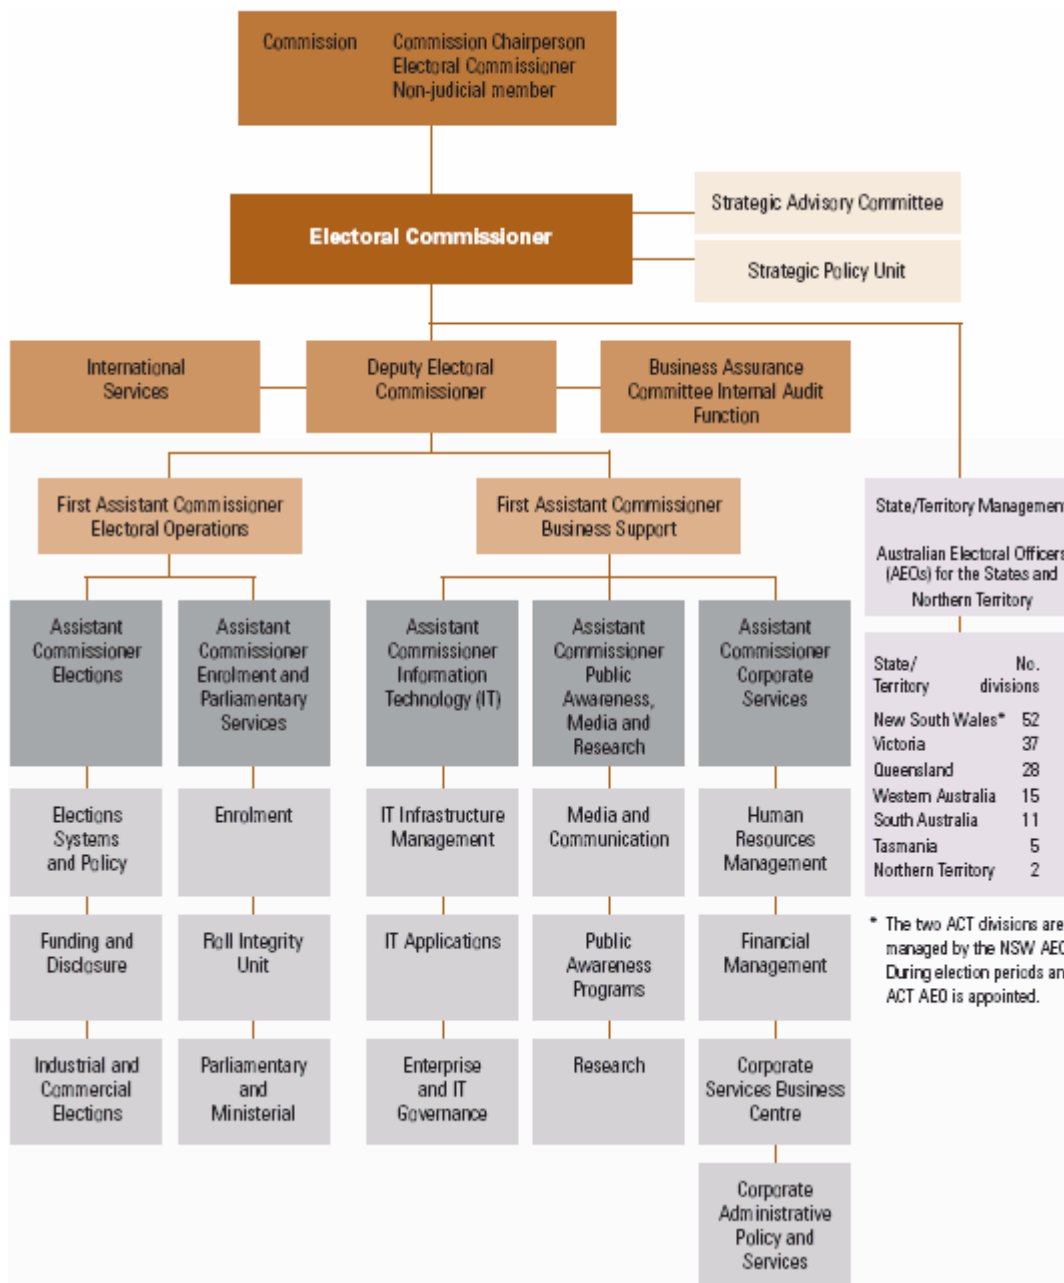 Commission Commission Chairperson
Electoral Commissioner
Non-judicial member
Electoral Commissioner
Strategic Advisory Committee
Strategic Policy Unit
International
Services
Deputy Electoral
Commissioner
Business Assurance
Committee Internal Audit
Function
First Assistant Commissioner
Electoral Operations
First Assistant Commissioner
Business Support
State/Territory Management
Australian Electoral Officers
(AEOs) for the States and
Northern Territory
Assistant
Commissioner
Elections
Assistant
Commissioner
Enrolment and
Parliamentary
Services
Assistant
Commissioner
Information
Technology (IT)
Assistant
Commissioner
Public
Awareness,
Media and
Research
Assistant
Commissioner
Corporate
Services
State/ No.
Territory divisions
New South Wales* 52
Victoria 37
Queensland 28
Western Australia 15
South Australia 11
Tasmania 5
Northern Territory 2
Elections
Systems
and Policy
Enrolment
IT Infrastructure
Management
Media and
Communication
Human
Resources
Management
Funding and
Disclosure
Roll Integrity
Unit
IT Applications
Public
Awareness
Programs
Financial
Management
* The two ACT divisions are
managed by the NSW AEO
During election periods an
ACT AEO is appointed.
Industrial and
Commercial
Elections
Parliamentary
and
Ministerial
Enterprise
and IT
Governance
Research
Corporate
Services Business
Centre
Corporate
Administrative
Policy and
Services